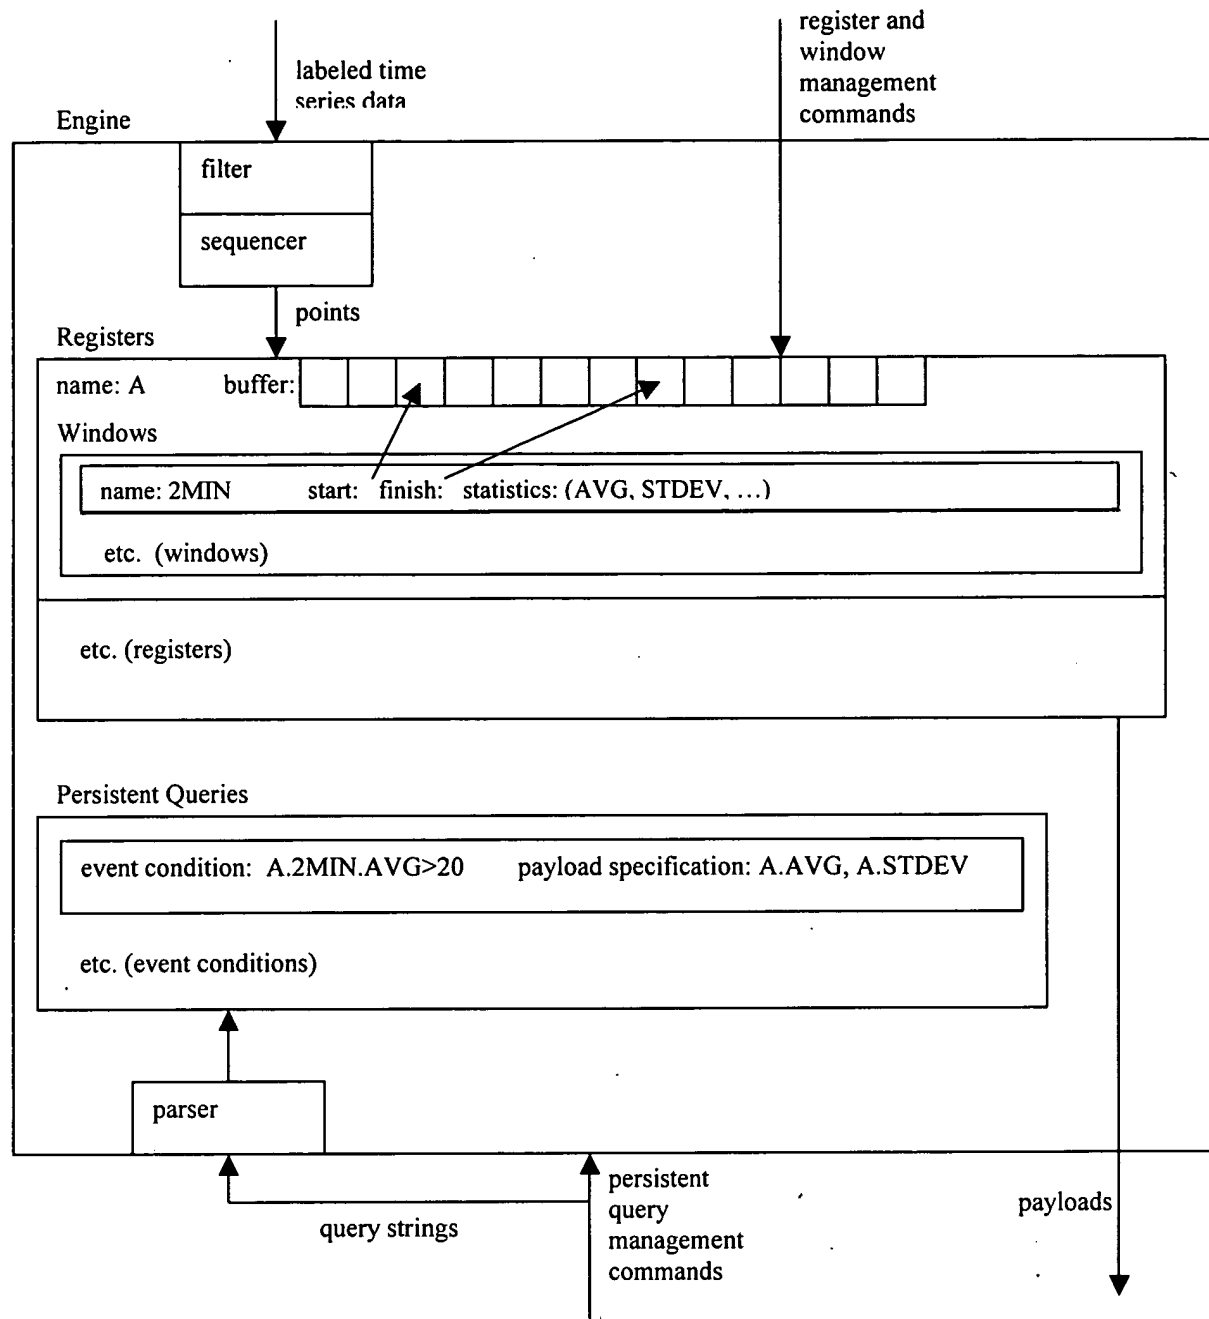 register and
window
management
commands
labeled time
series data
Engine
filter
sequencer
points
Registers
name: A buffer:
Windows
name: 2MIN start: finish: statistics: (AVG, STDEV, ...)
etc. (windows)
etc. (registers)
Persistent Queries
event condition: A.2MIN.AVG>20 payload specification: A.AVG, A.STDEV
etc. (event conditions)
parser
persistent
query
management
commands
query strings
payloads